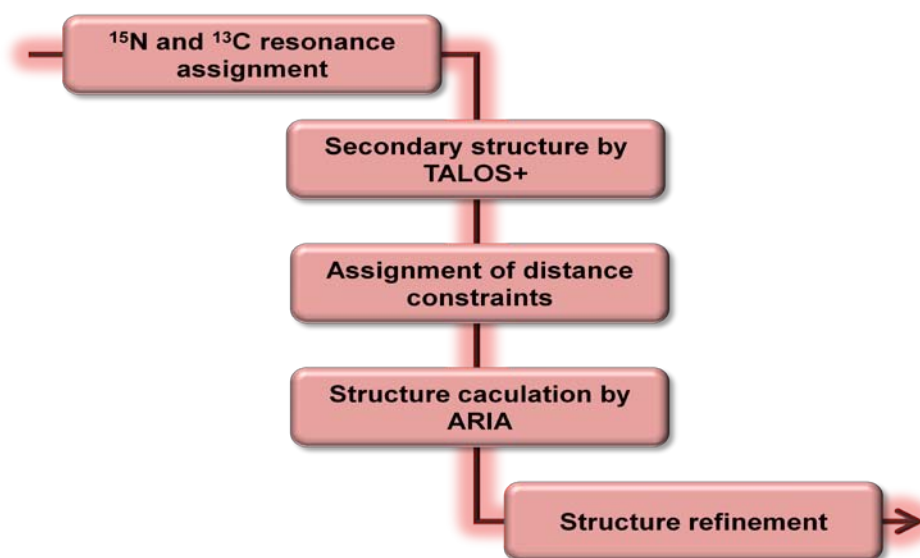 ¹⁵N and ¹³C resonance
assignment
Secondary structure by
TALOS+
Assignment of distance
constraints
Structure caculation by
ARIA
Structure refinement